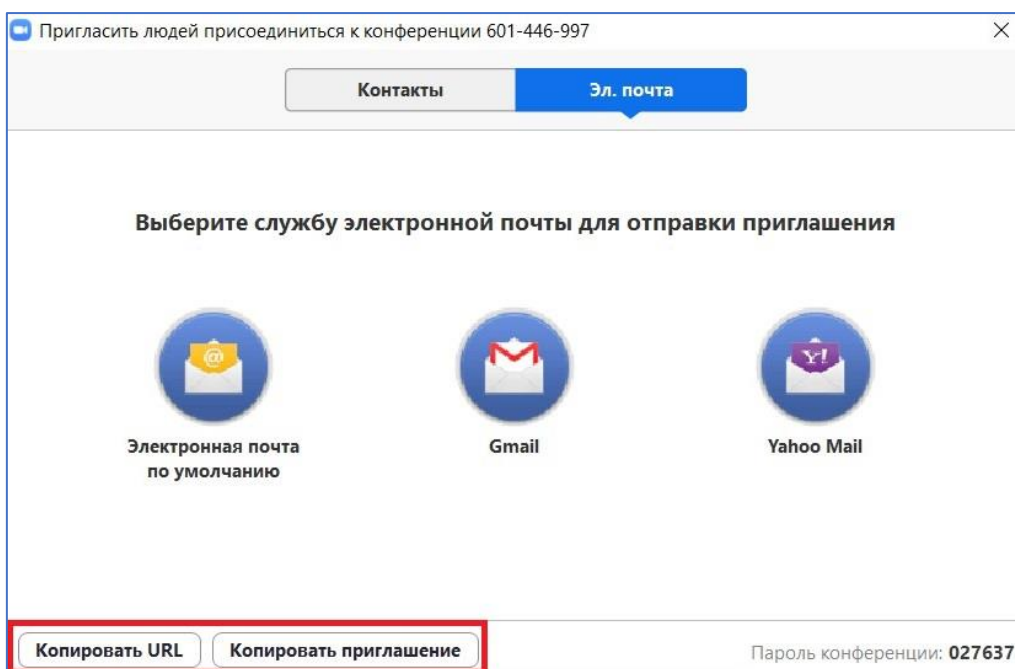 Пригласить людей присоединиться к конференции 601-446-997
Контакты
Эл. почта
Выберите службу электронной почты для отправки приглашения
@
Y!
Электронная почта
по умолчанию
Gmail
Yahoo Mail
Копировать URL
Копировать приглашение
Пароль конференции: 027637